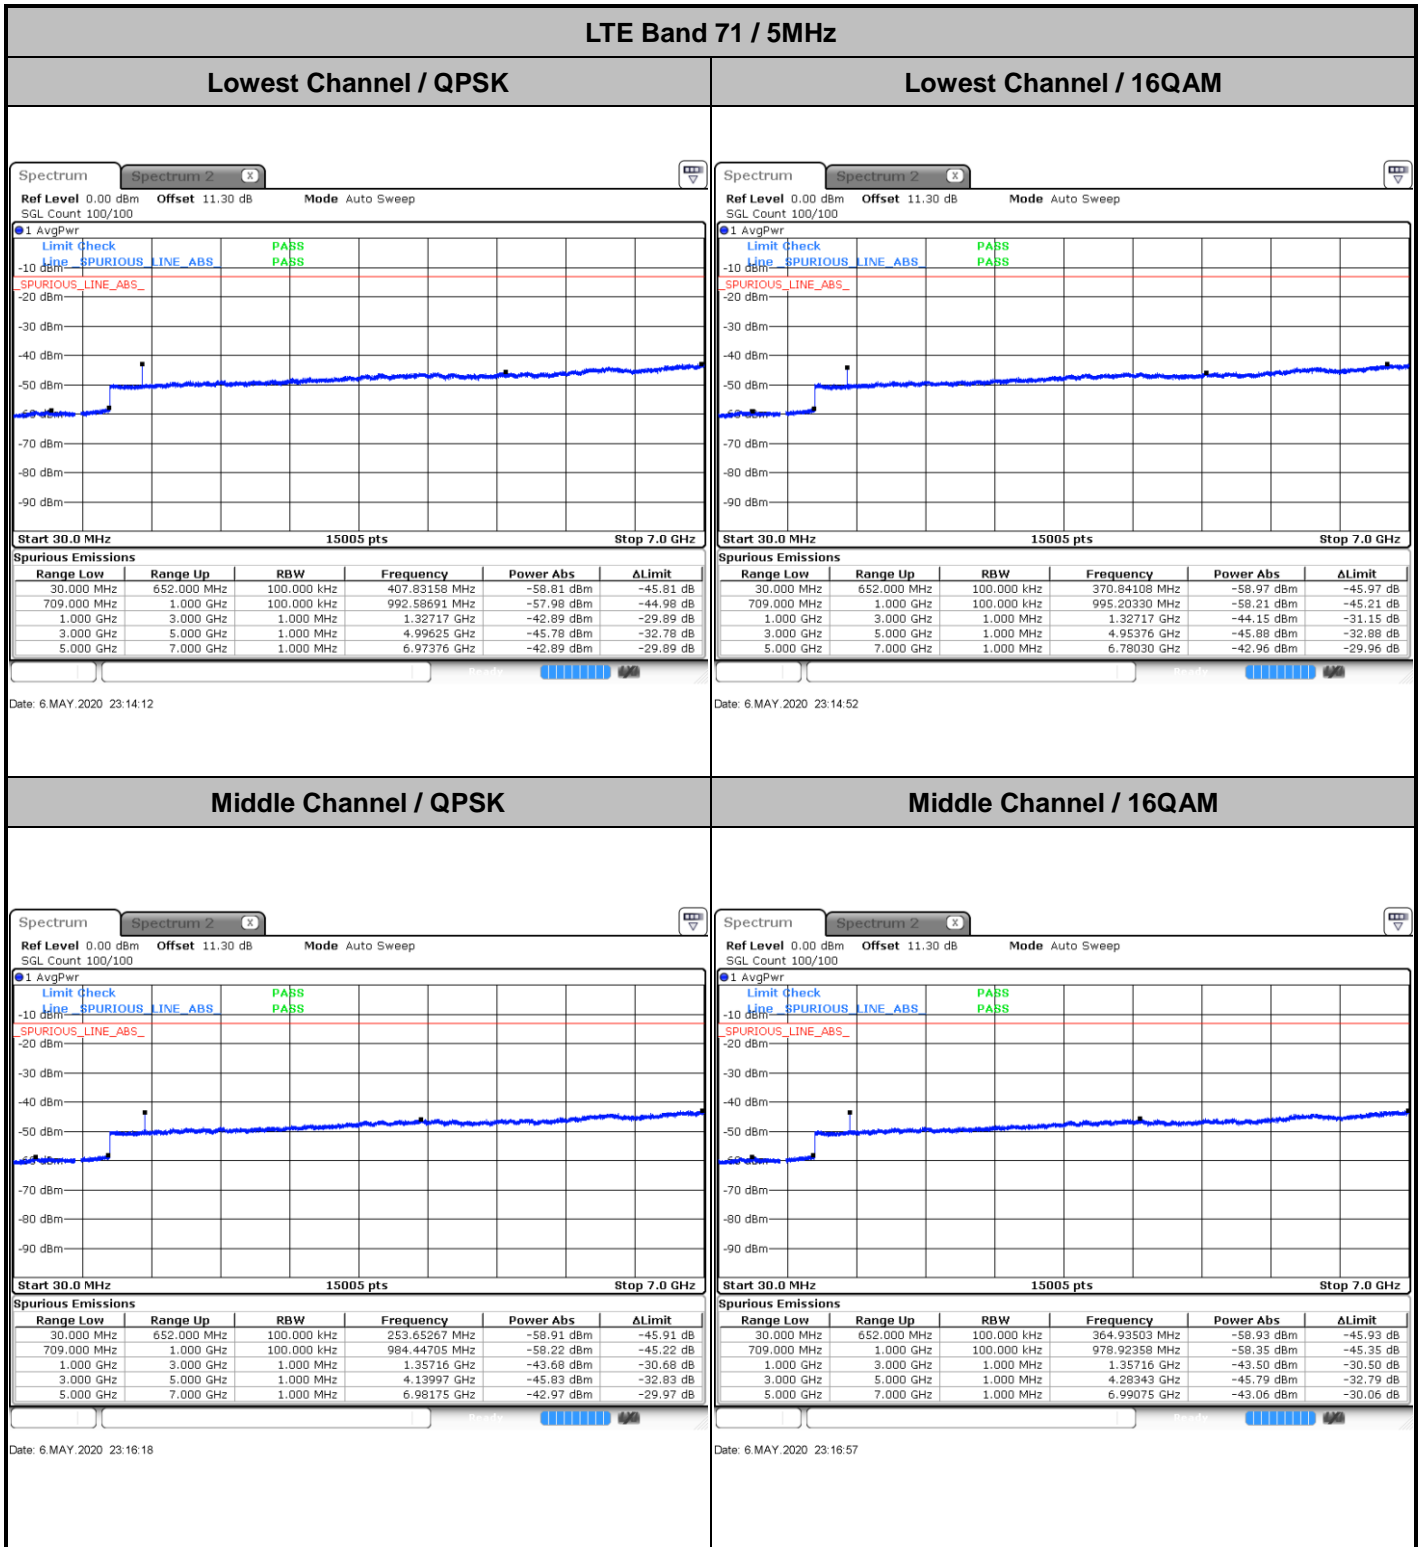 LTE Band 71 / 5MHz
Lowest Channel / QPSK
Lowest Channel / 16QAM
Spectrum
Spectrum 2
X
Ref Level 0.00 dBm Offset 11.30 dB Mode Auto Sweep
SGL Count 100/100
1 AvgPwr
Limit Check PASS
Line _SPURIOUS_LINE_ABS_ PASS
-10 dBm
_SPURIOUS_LINE_ABS_
-20 dBm
-30 dBm
-40 dBm
-50 dBm
-60 dBm
-70 dBm
-80 dBm
-90 dBm
Start 30.0 MHz 15005 pts Stop 7.0 GHz
Spurious Emissions
Range Low Range Up RBW Frequency Power Abs ΔLimit
30.000 MHz 652.000 MHz 100.000 kHz 407.83158 MHz -58.81 dBm -45.81 dB
709.000 MHz 1.000 GHz 100.000 kHz 992.58691 MHz -57.98 dBm -44.98 dB
1.000 GHz 3.000 GHz 1.000 MHz 1.32717 GHz -42.89 dBm -29.89 dB
3.000 GHz 5.000 GHz 1.000 MHz 4.99625 GHz -45.78 dBm -32.78 dB
5.000 GHz 7.000 GHz 1.000 MHz 6.97376 GHz -42.89 dBm -29.89 dB
Ready
Date: 6.MAY.2020 23:14:12
Spectrum
Spectrum 2
X
Ref Level 0.00 dBm Offset 11.30 dB Mode Auto Sweep
SGL Count 100/100
1 AvgPwr
Limit Check PASS
Line _SPURIOUS_LINE_ABS_ PASS
-10 dBm
_SPURIOUS_LINE_ABS_
-20 dBm
-30 dBm
-40 dBm
-50 dBm
-60 dBm
-70 dBm
-80 dBm
-90 dBm
Start 30.0 MHz 15005 pts Stop 7.0 GHz
Spurious Emissions
Range Low Range Up RBW Frequency Power Abs ΔLimit
30.000 MHz 652.000 MHz 100.000 kHz 370.84108 MHz -58.97 dBm -45.97 dB
709.000 MHz 1.000 GHz 100.000 kHz 995.20330 MHz -58.21 dBm -45.21 dB
1.000 GHz 3.000 GHz 1.000 MHz 1.32717 GHz -44.15 dBm -31.15 dB
3.000 GHz 5.000 GHz 1.000 MHz 4.95376 GHz -45.88 dBm -32.88 dB
5.000 GHz 7.000 GHz 1.000 MHz 6.78030 GHz -42.96 dBm -29.96 dB
Ready
Date: 6.MAY.2020 23:14:52
Middle Channel / QPSK
Middle Channel / 16QAM
Spectrum
Spectrum 2
X
Ref Level 0.00 dBm Offset 11.30 dB Mode Auto Sweep
SGL Count 100/100
1 AvgPwr
Limit Check PASS
Line _SPURIOUS_LINE_ABS_ PASS
-10 dBm
_SPURIOUS_LINE_ABS_
-20 dBm
-30 dBm
-40 dBm
-50 dBm
-60 dBm
-70 dBm
-80 dBm
-90 dBm
Start 30.0 MHz 15005 pts Stop 7.0 GHz
Spurious Emissions
Range Low Range Up RBW Frequency Power Abs ΔLimit
30.000 MHz 652.000 MHz 100.000 kHz 253.65267 MHz -58.91 dBm -45.91 dB
709.000 MHz 1.000 GHz 100.000 kHz 984.44705 MHz -58.22 dBm -45.22 dB
1.000 GHz 3.000 GHz 1.000 MHz 1.35716 GHz -43.68 dBm -30.68 dB
3.000 GHz 5.000 GHz 1.000 MHz 4.13997 GHz -45.83 dBm -32.83 dB
5.000 GHz 7.000 GHz 1.000 MHz 6.98175 GHz -42.97 dBm -29.97 dB
Ready
Date: 6.MAY.2020 23:16:18
Spectrum
Spectrum 2
X
Ref Level 0.00 dBm Offset 11.30 dB Mode Auto Sweep
SGL Count 100/100
1 AvgPwr
Limit Check PASS
Line _SPURIOUS_LINE_ABS_ PASS
-10 dBm
_SPURIOUS_LINE_ABS_
-20 dBm
-30 dBm
-40 dBm
-50 dBm
-60 dBm
-70 dBm
-80 dBm
-90 dBm
Start 30.0 MHz 15005 pts Stop 7.0 GHz
Spurious Emissions
Range Low Range Up RBW Frequency Power Abs ΔLimit
30.000 MHz 652.000 MHz 100.000 kHz 364.93503 MHz -58.93 dBm -45.93 dB
709.000 MHz 1.000 GHz 100.000 kHz 978.92358 MHz -58.35 dBm -45.35 dB
1.000 GHz 3.000 GHz 1.000 MHz 1.35716 GHz -43.50 dBm -30.50 dB
3.000 GHz 5.000 GHz 1.000 MHz 4.28343 GHz -45.79 dBm -32.79 dB
5.000 GHz 7.000 GHz 1.000 MHz 6.99075 GHz -43.06 dBm -30.06 dB
Ready
Date: 6.MAY.2020 23:16:57